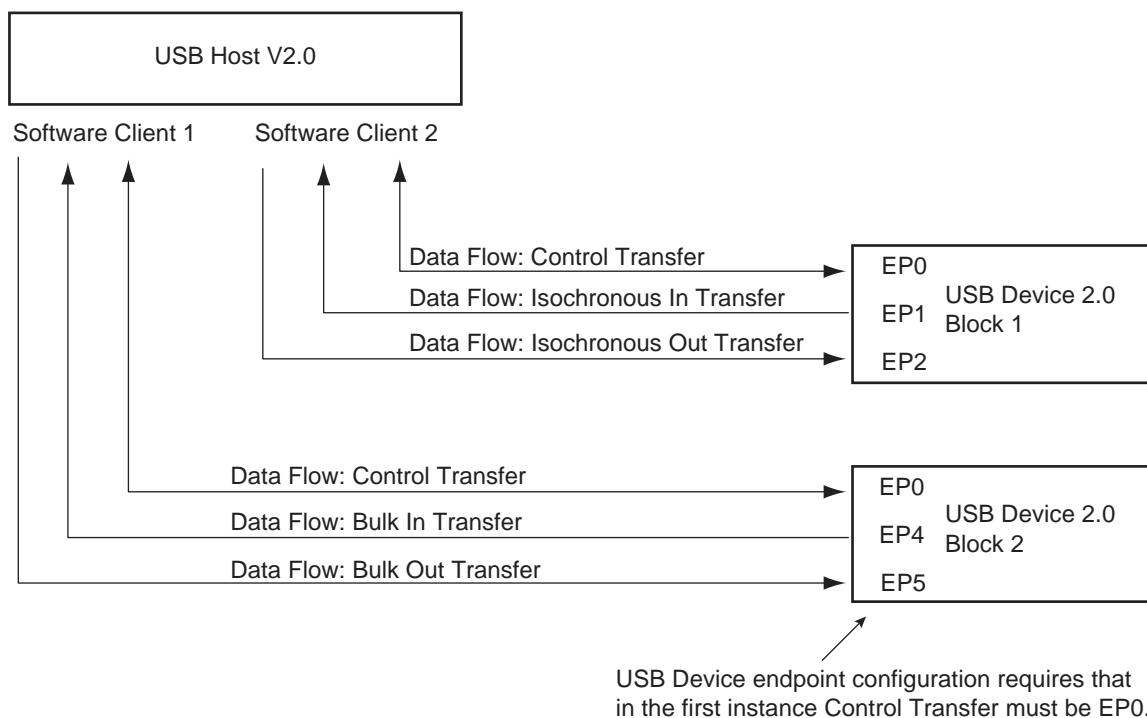 USB Host V2.0
Software Client 1
Software Client 2
Data Flow: Control Transfer
Data Flow: Isochronous In Transfer
Data Flow: Isochronous Out Transfer
EP0
EP1
EP2
USB Device 2.0
Block 1
Data Flow: Control Transfer
Data Flow: Bulk In Transfer
Data Flow: Bulk Out Transfer
EP0
EP4
EP5
USB Device 2.0
Block 2
USB Device endpoint configuration requires that
in the first instance Control Transfer must be EP0.